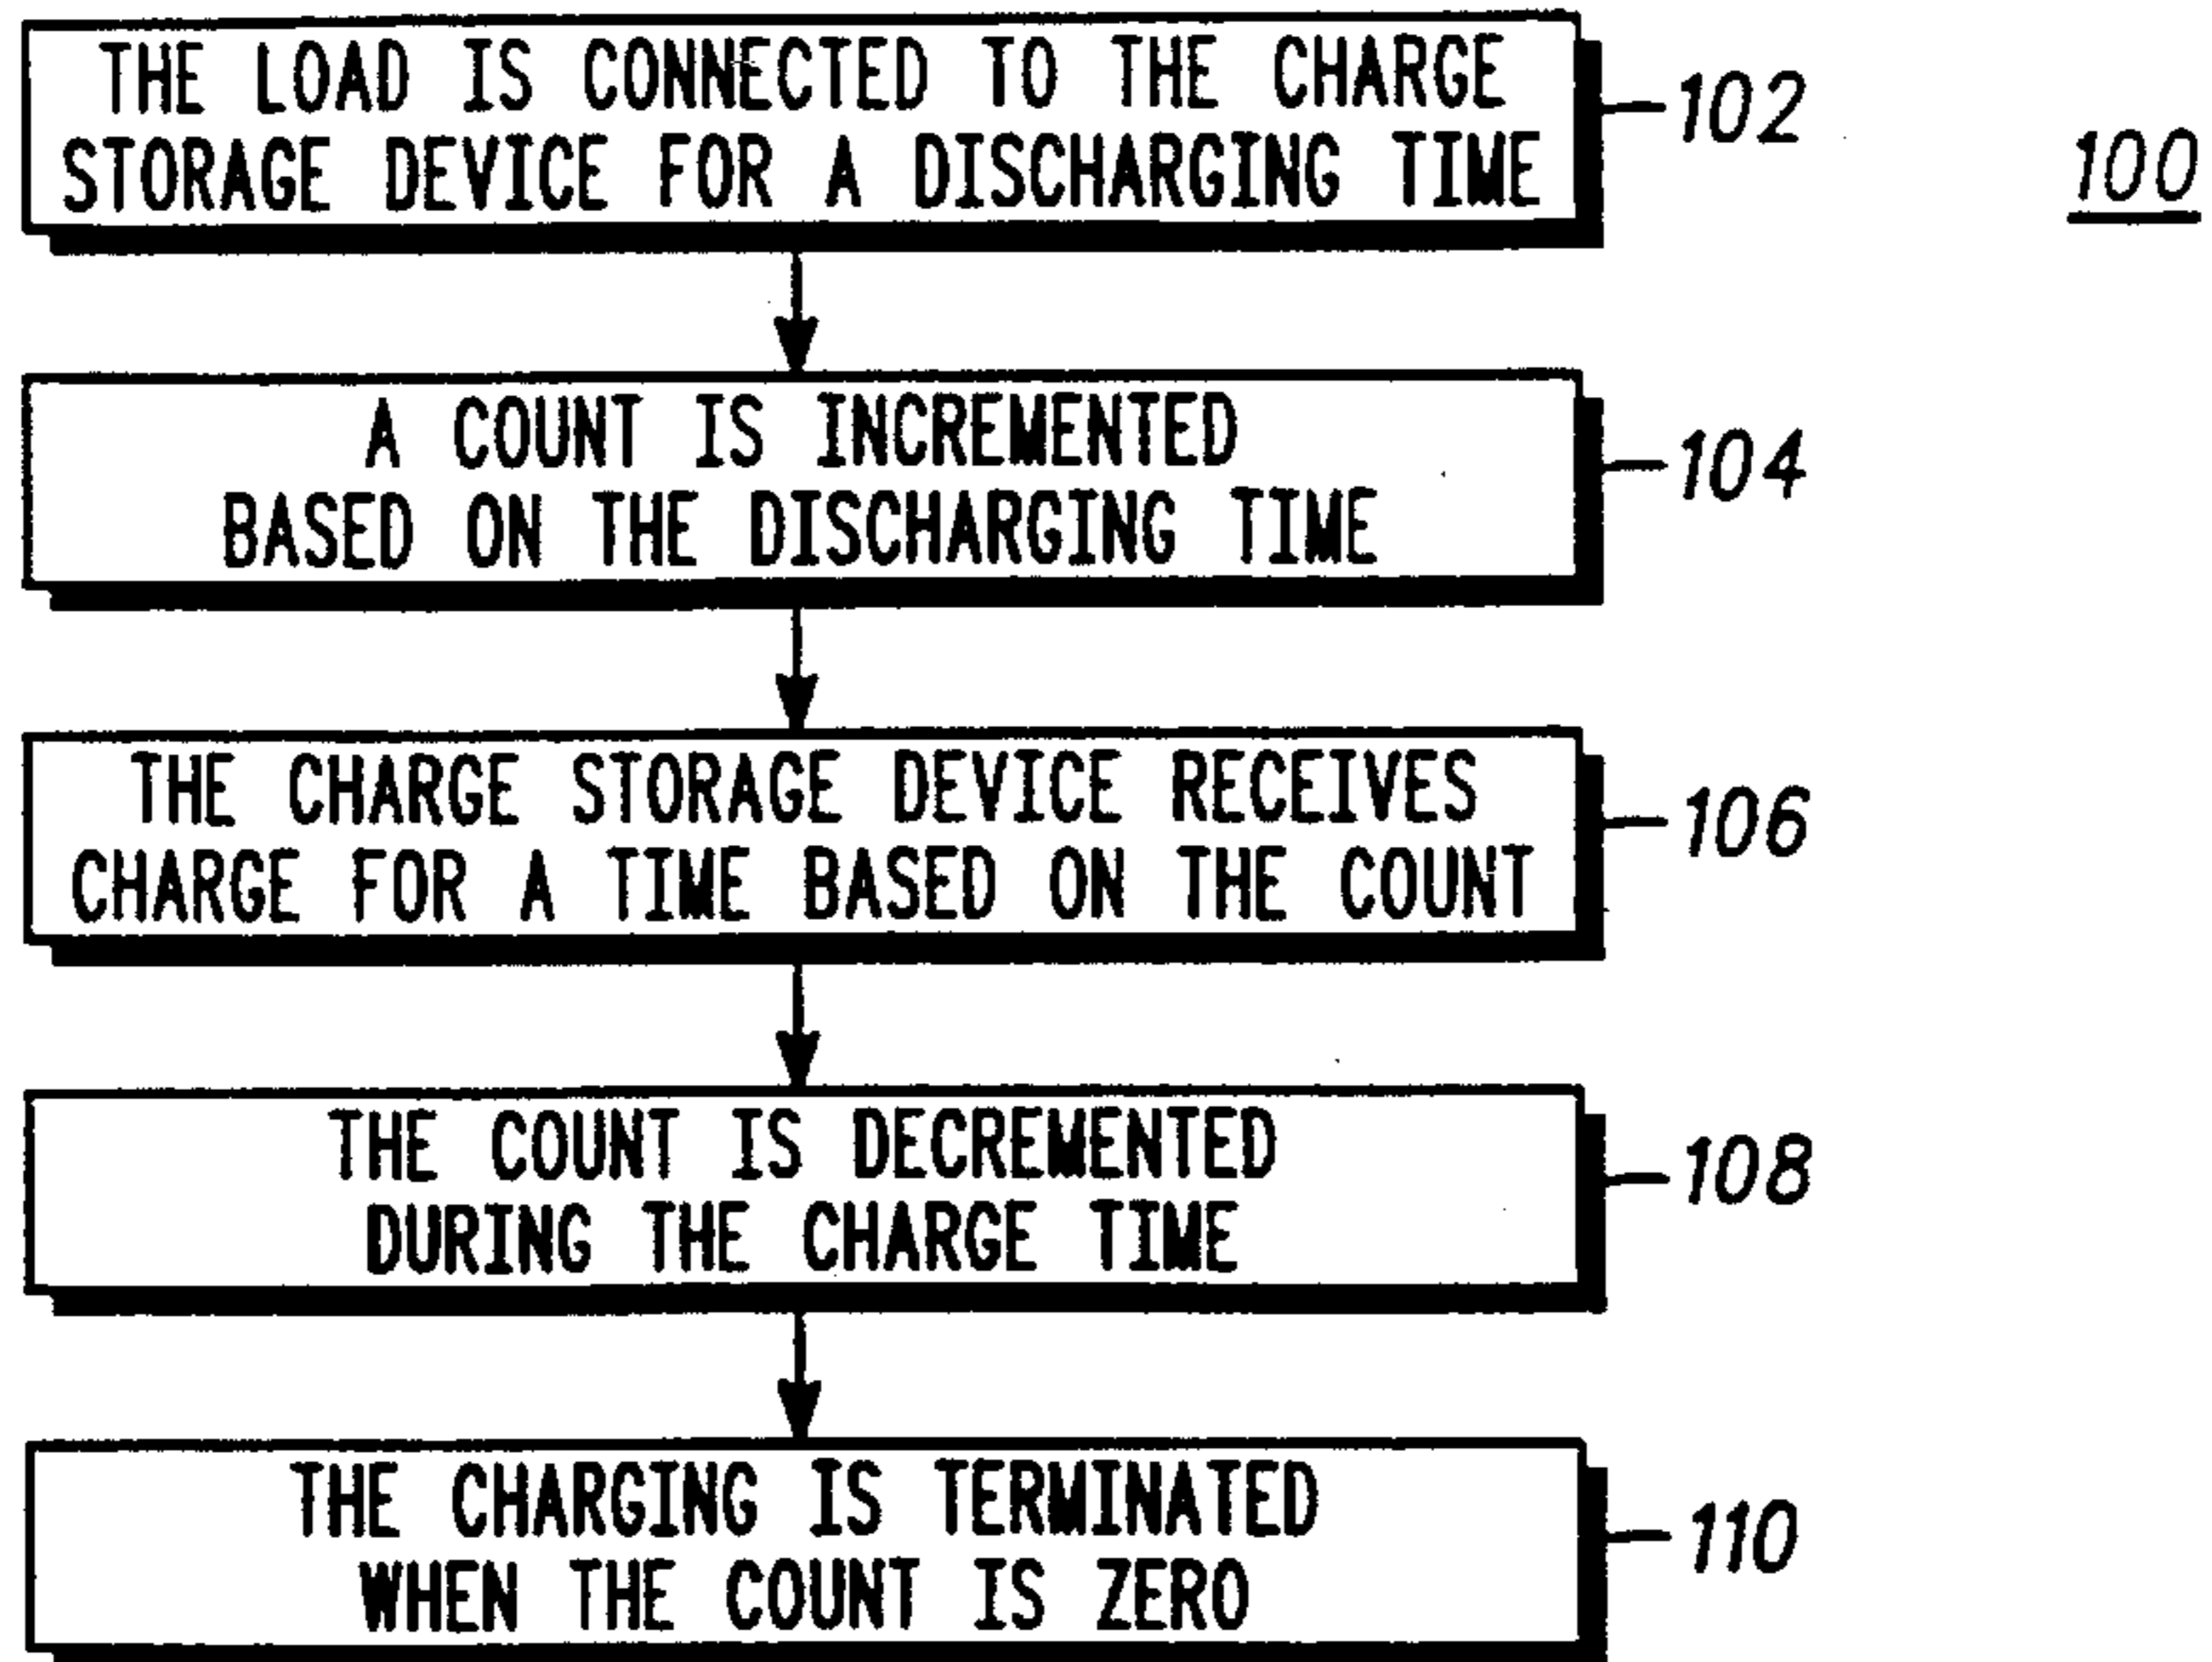 THE LOAD IS CONNECTED TO THE CHARGE
STORAGE DEVICE FOR A DISCHARGING TIME
102
100
A COUNT IS INCREMENTED
BASED ON THE DISCHARGING TIME
104
THE CHARGE STORAGE DEVICE RECEIVES
CHARGE FOR A TIME BASED ON THE COUNT
106
THE COUNT IS DECREMENTED
DURING THE CHARGE TIME
108
THE CHARGING IS TERMINATED
WHEN THE COUNT IS ZERO
110